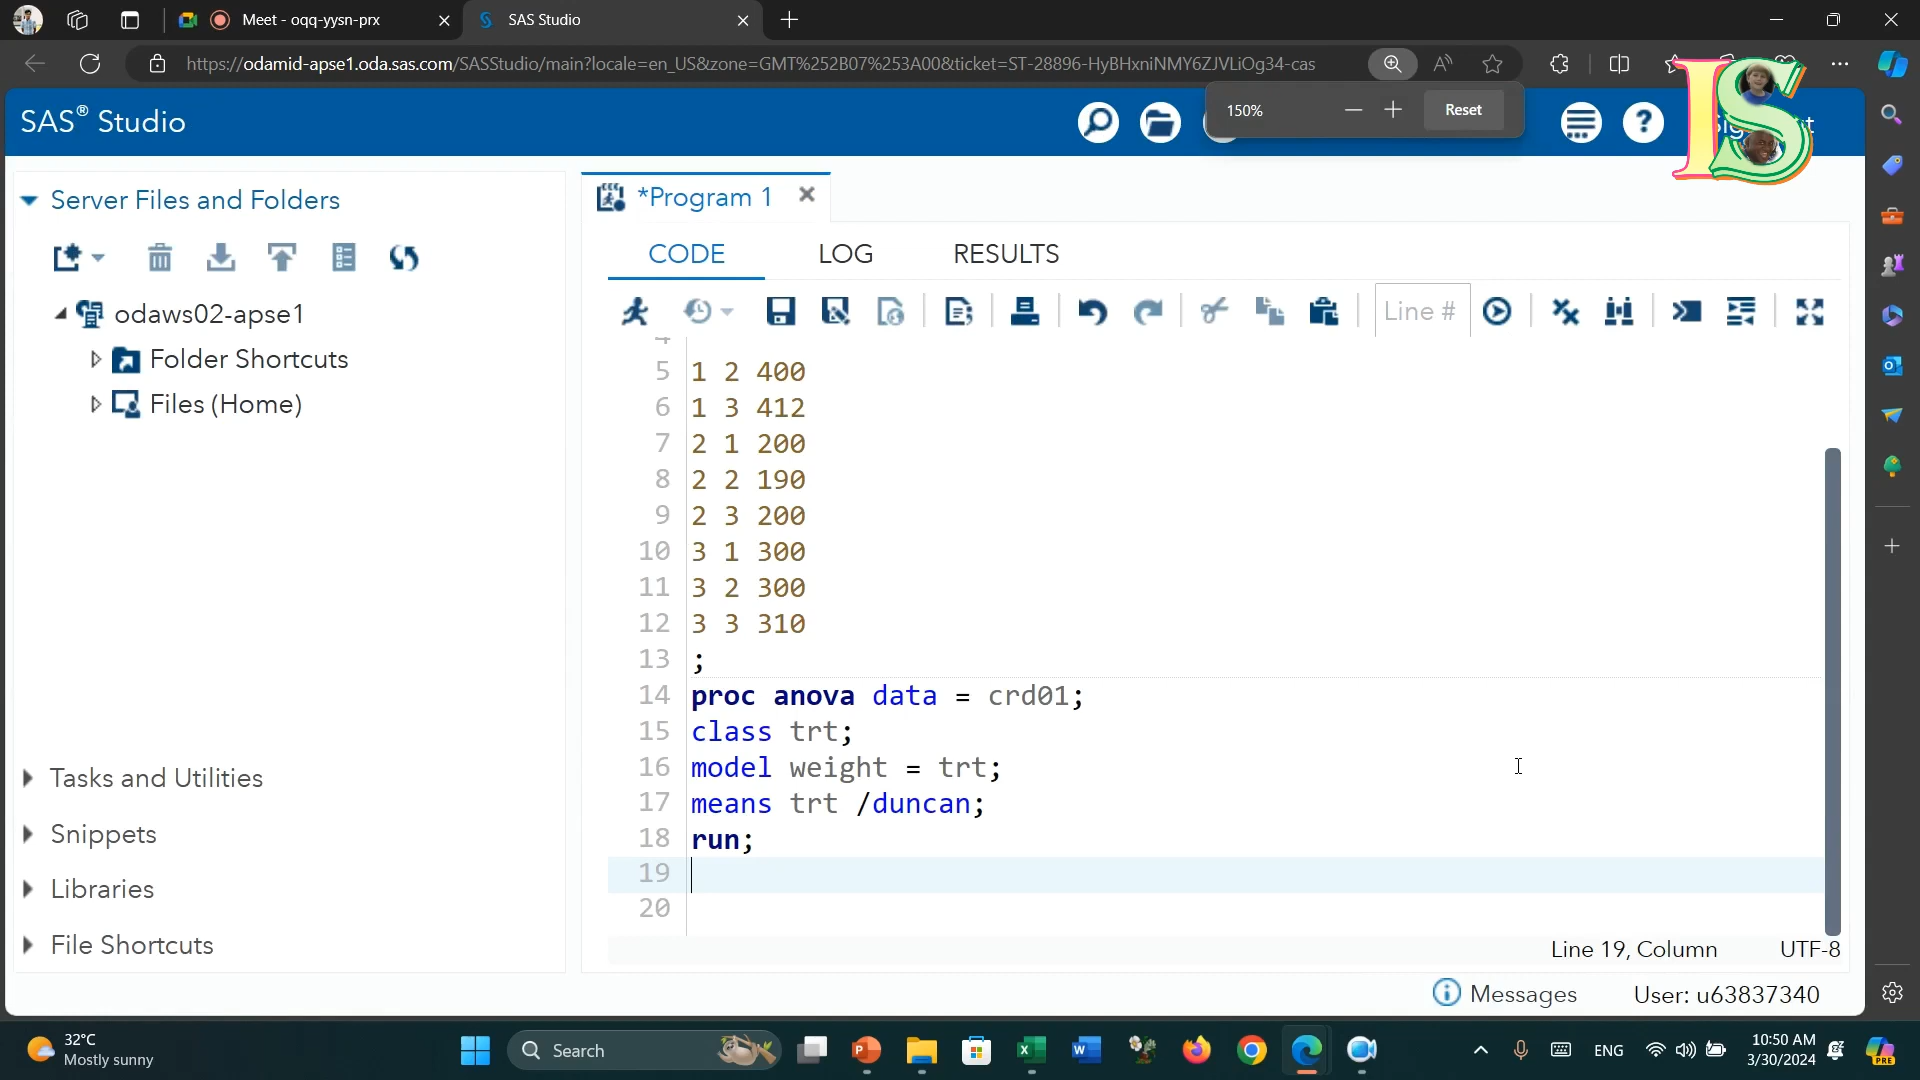 Meet - oqq-yysn-prx
SAS Studio
https://odamid-apse1.oda.sas.com/SASStudio/main?locale=en_US&zone=GMT%252B07%253A00&ticket=ST-28896-HyBHxniNMY6ZJVLiOg34-cas
150%
Reset
SAS® Studio
IS
Server Files and Folders
odaws02-apse1
Folder Shortcuts
Files (Home)
Tasks and Utilities
Snippets
Libraries
File Shortcuts
*Program 1
CODE LOG RESULTS
Line #
5 1 2 400
6 1 3 412
7 2 1 200
8 2 2 190
9 2 3 200
10 3 1 300
11 3 2 300
12 3 3 310
13 ;
14 proc anova data = crd01;
15 class trt;
16 model weight = trt;
17 means trt /duncan;
18 run;
19
20
Line 19, Column UTF-8
Messages User: u63837340
32°C
Mostly sunny
Search
ENG
10:50 AM
3/30/2024
PRE